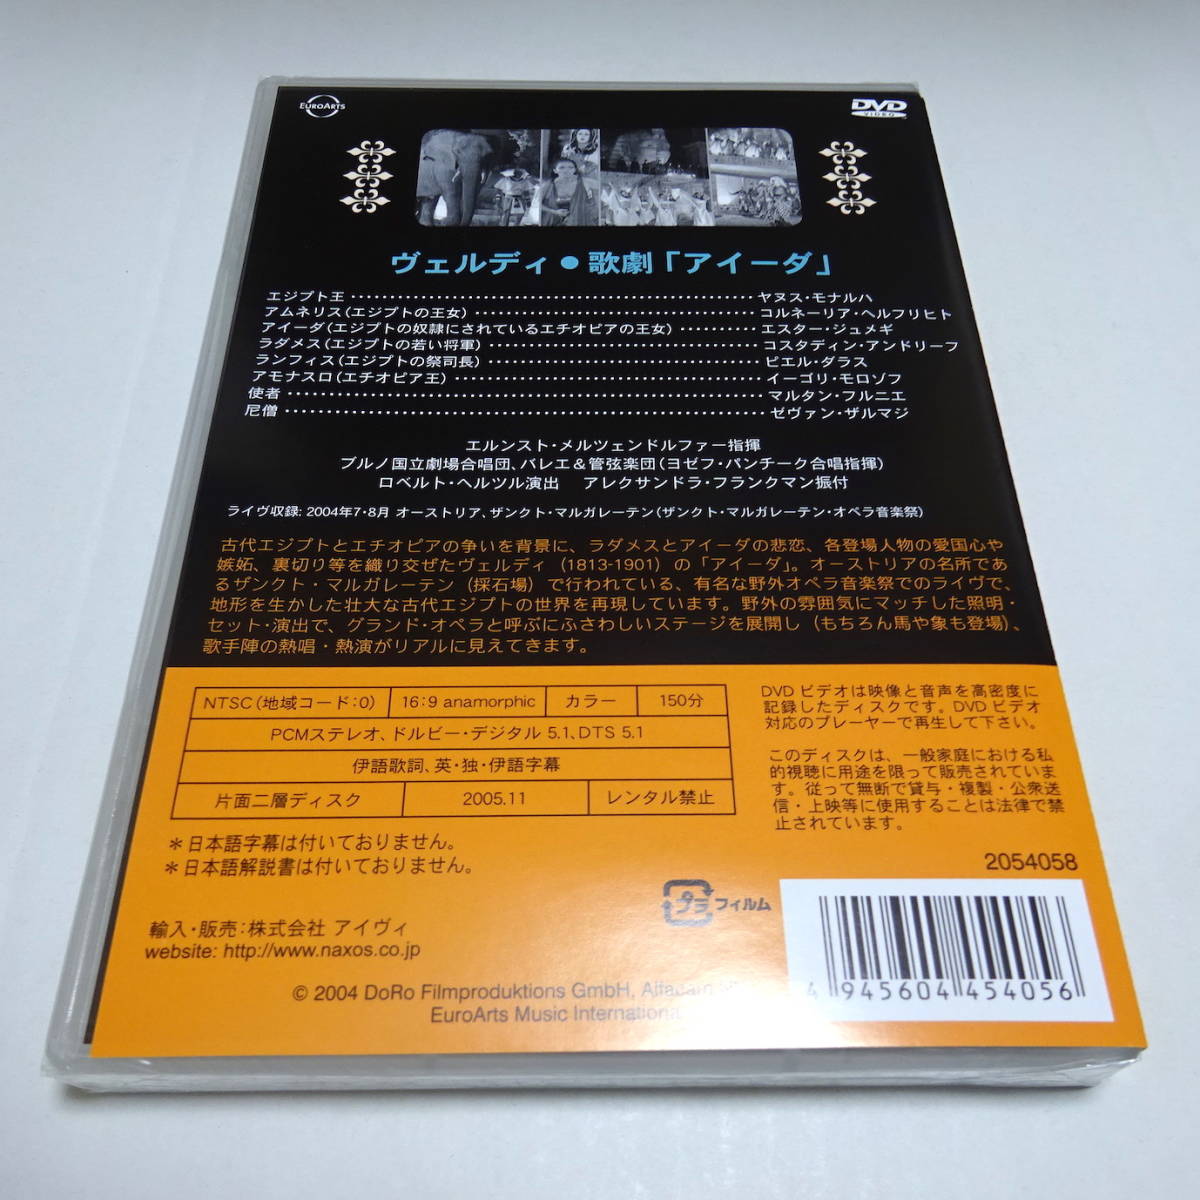 EUROARTS
DVD
VIDEO
ヴェルディ●歌劇「アイーダ」
エジプト王 ヤヌス・モナルハ
アムネリス(エジプトの王女) コルネーリア・ヘルフリヒト
アイーダ(エジプトの奴隷にされているエチオピアの王女) エスター・ジュメギ
ラダメス(エジプトの若い将軍) コスタディン・アンドリーフ
ランフィス(エジプトの祭司長) ピエル・ダラス
アモナスロ(エチオピア王) イーゴリ・モロゾフ
使者 マルタン・フルニエ
尼僧 ゼヴァン・ザルマジ
エルンスト・メルツェンドルファー指揮
ブルノ国立劇場合唱団、バレエ&管弦楽団(ヨゼフ・パンチーク合唱指揮)
ロベルト・ヘルツル演出 アレクサンドラ・フランクマン振付
ライヴ収録: 2004年7・8月 オーストリア、ザンクト・マルガレーテン(ザンクト・マルガレーテン・オペラ音楽祭)
古代エジプトとエチオピアの争いを背景に、ラダメスとアイーダの悲恋、各登場人物の愛国心や
嫉妬、裏切り等を織り交ぜたヴェルディ(1813-1901)の「アイーダ」。オーストリアの名所であ
るザンクト・マルガレーテン(採石場)で行われている、有名な野外オペラ音楽祭でのライヴで、
地形を生かした壮大な古代エジプトの世界を再現しています。野外の雰囲気にマッチした照明・
セット・演出で、グランド・オペラと呼ぶにふさわしいステージを展開し(もちろん馬や象も登場)、
歌手陣の熱唱・熱演がリアルに見えてきます。
NTSC(地域コード:0) 16:9 anamorphic カラー 150分
PCMステレオ、ドルビー・デジタル 5.1、DTS 5.1
伊語歌詞、英・独・伊語字幕
片面二層ディスク 2005.11 レンタル禁止
*日本語字幕は付いておりません。
*日本語解説書は付いておりません。
DVD ビデオは映像と音声を高密度に
記録したディスクです。DVD ビデオ
対応のプレーヤーで再生して下さい。
このディスクは、一般家庭における私
的視聴に用途を限って販売されていま
す。従って無断で貸与・複製・公衆送
信・上映等に使用することは法律で禁
止されています。
2054058
プラ フィルム
輸入・販売:株式会社 アイヴィ
website: http://www.naxos.co.jp
© 2004 DoRo Filmproduktions GmbH,
EuroArts Music International
4 945604 454056